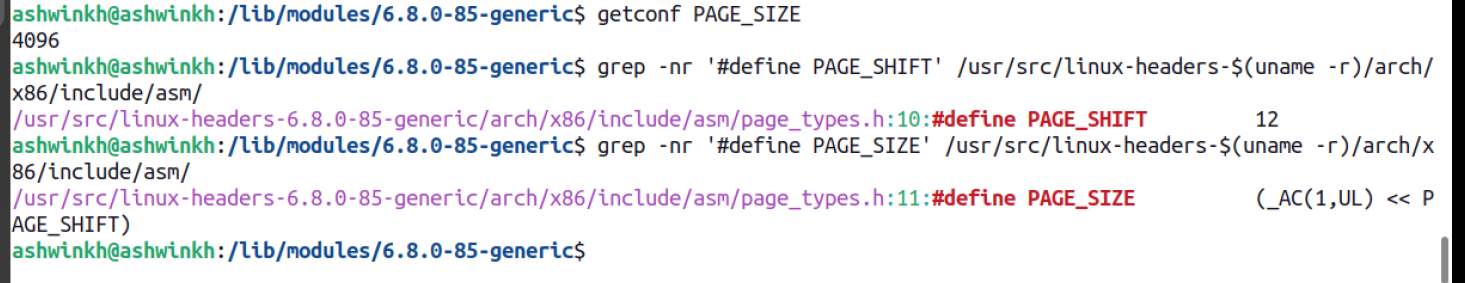 ashwinkh@ashwinkh:/lib/modules/6.8.0-85-generic$ getconf PAGE_SIZE
4096
ashwinkh@ashwinkh:/lib/modules/6.8.0-85-generic$ grep -nr '#define PAGE_SHIFT' /usr/src/linux-headers-$(uname -r)/arch/
x86/include/asm/
/usr/src/linux-headers-6.8.0-85-generic/arch/x86/include/asm/page_types.h:10:#define PAGE_SHIFT          12
ashwinkh@ashwinkh:/lib/modules/6.8.0-85-generic$ grep -nr '#define PAGE_SIZE' /usr/src/linux-headers-$(uname -r)/arch/x
86/include/asm/
/usr/src/linux-headers-6.8.0-85-generic/arch/x86/include/asm/page_types.h:11:#define PAGE_SIZE           (_AC(1,UL) << P
AGE_SHIFT)
ashwinkh@ashwinkh:/lib/modules/6.8.0-85-generic$